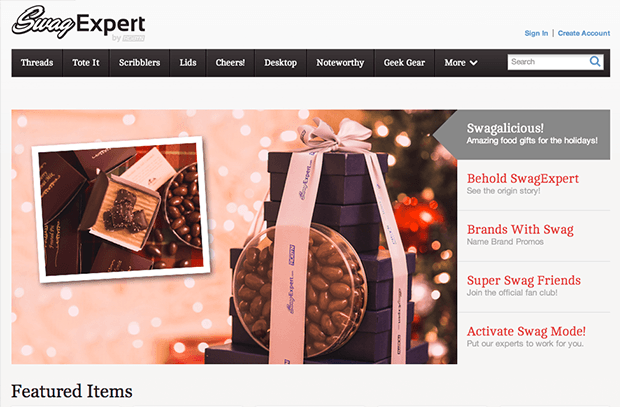 Swag Expert
by
Sign In | Create Account
Threads Tote It Scribblers Lids Cheers! Desktop Noteworthy Geek Gear More Search
Swagalicious!
Amazing food gifts for the holidays!
Behold SwagExpert
See the origin story!
Brands With Swag
Name Brand Promos
Super Swag Friends
Join the official fan club!
Activate Swag Mode!
Put our experts to work for you.
SwagExpert.com
Featured Items